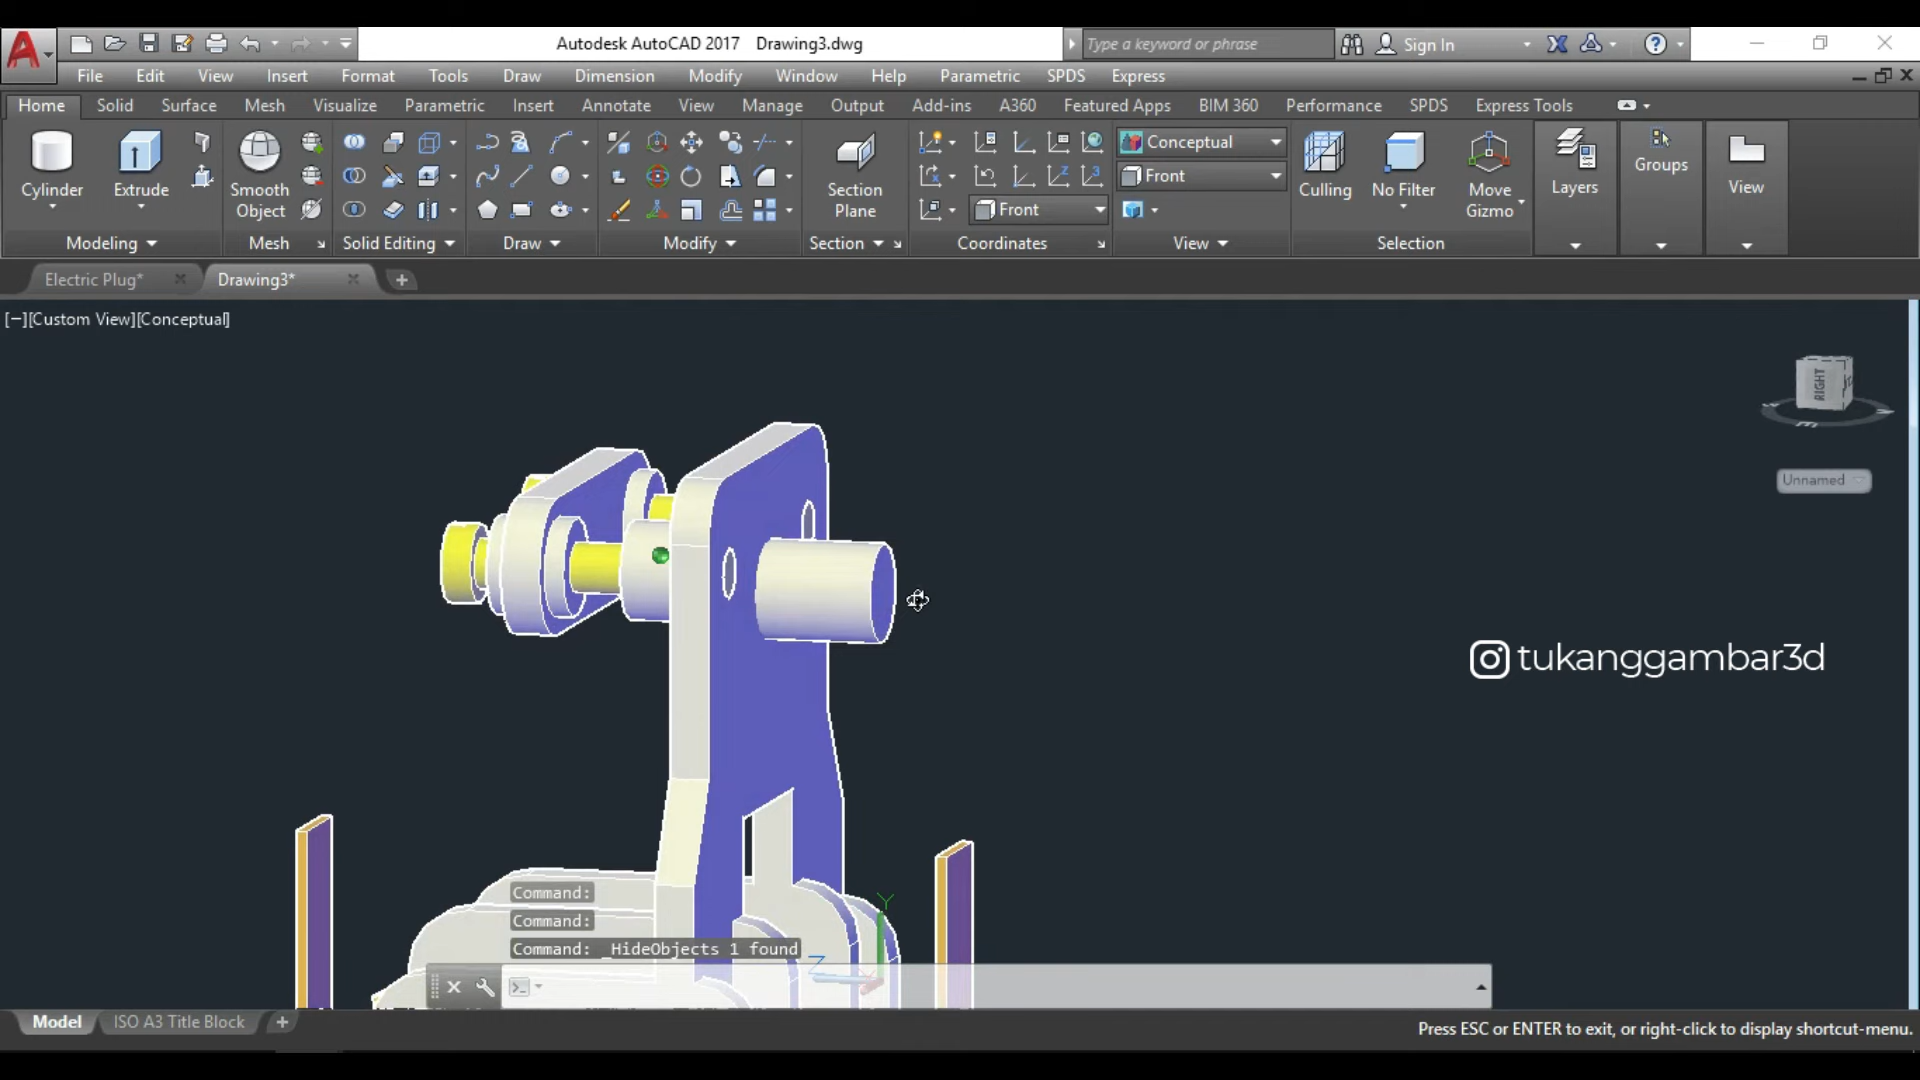 Autodesk AutoCAD 2017 Drawing3.dwg
Type a keyword or phrase
Sign In
File Edit View Insert Format Tools Draw Dimension Modify Window Help Parametric SPDS Express
Home Solid Surface Mesh Visualize Parametric Insert Annotate View Manage Output Add-ins A360 Featured Apps BIM 360 Performance SPDS Express Tools
Cylinder
Extrude
Smooth
Object
Section
Plane
Conceptual
Front
Front
Culling
No Filter
Move
Gizmo
Layers
Groups
View
Modeling
Mesh
Solid Editing
Draw
Modify
Section
Coordinates
View
Selection
Electric Plug*
Drawing3*
[−][Custom View][Conceptual]
RIGHT
Unnamed
tukanggambar3d
Command:
Command:
Command: _HideObjects 1 found
Y
Z
X
Model
ISO A3 Title Block
Press ESC or ENTER to exit, or right-click to display shortcut-menu.